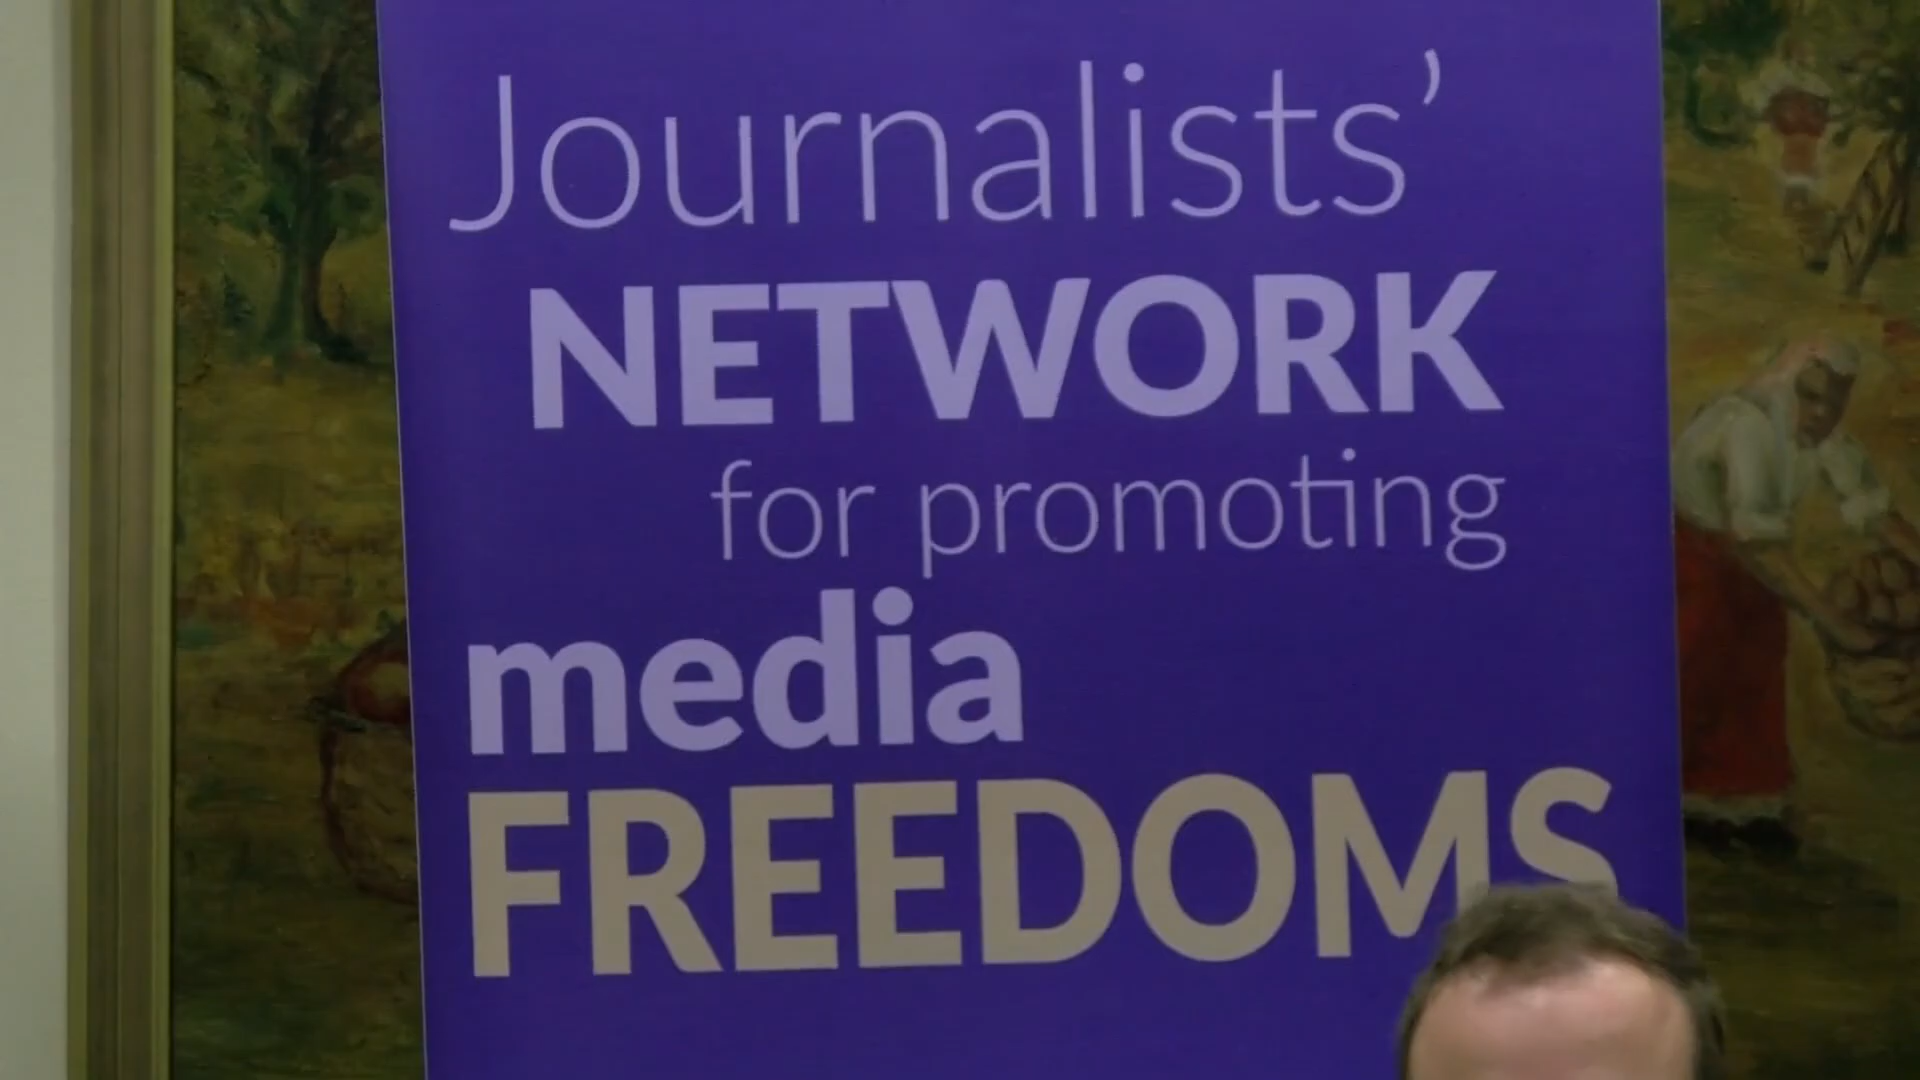 Journalists’
NETWORK
for promoting
media
FREEDOMS